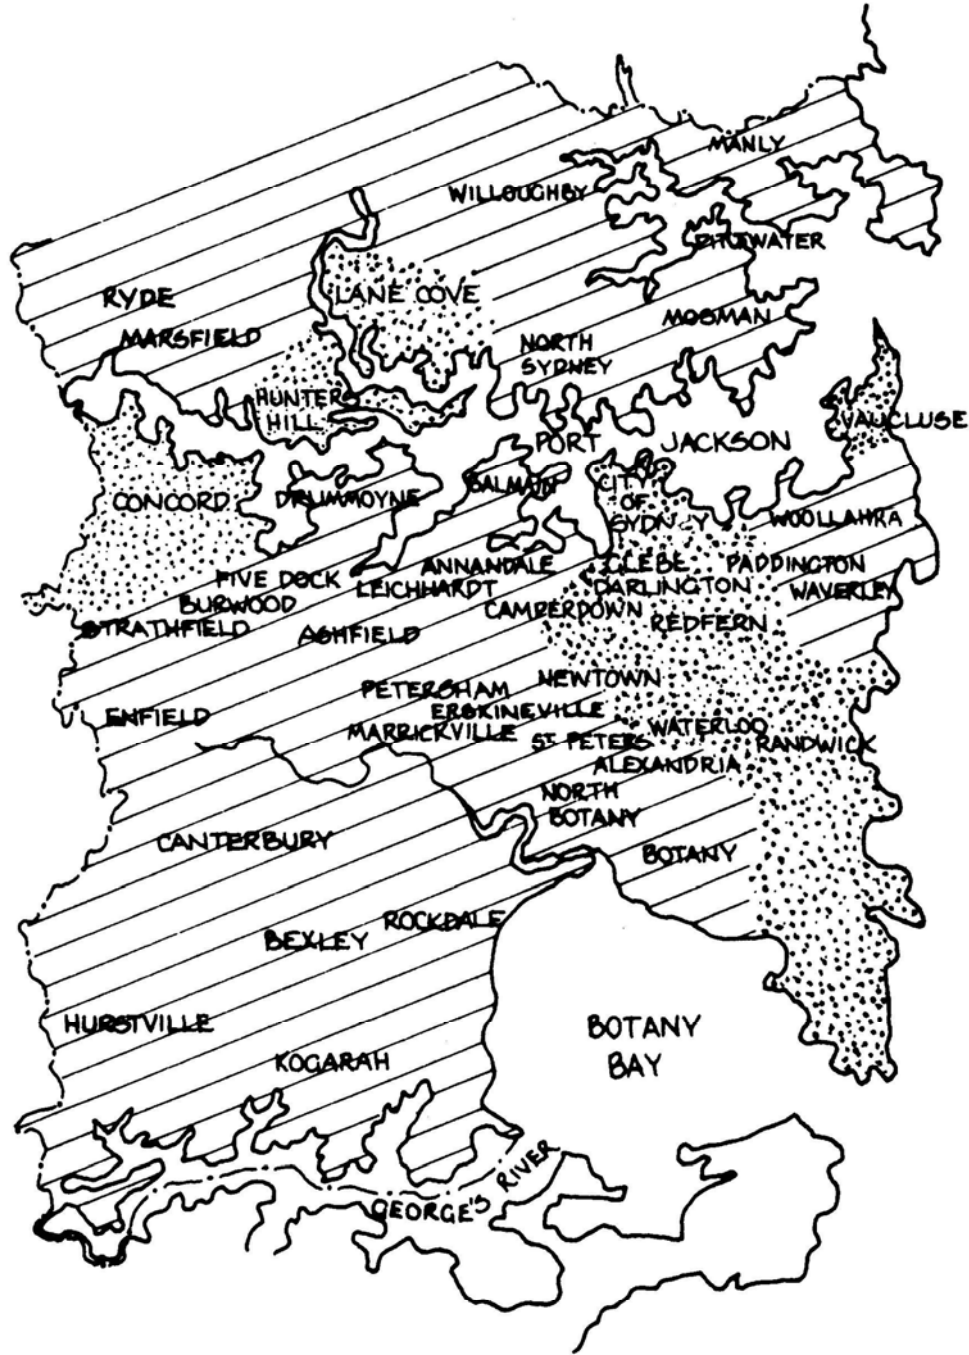 MANLY
WILLOUGHBY
PITTWATER
LANE COVE
RYDE
MOSMAN
MARSFIELD
NORTH
SYDNEY
HUNTERS
HILL
VAUCLUSE
PORT JACKSON
CONCORD
DRUMMOYNE
BALMAIN
CITY
OF
SYDNEY
WOOLLAHRA
ANNANDALE
GLEBE
PADDINGTON
FIVE DOCK
LEICHHARDT
DARLINGTON
WAVERLEY
BURWOOD
CAMPERDOWN
REDFERN
STRATHFIELD
ASHFIELD
NEWTOWN
PETERSHAM
ERSKINEVILLE
ENFIELD
MARRICKVILLE
ST. PETERS
WATERLOO
RANDWICK
ALEXANDRIA
NORTH
BOTANY
CANTERBURY
BOTANY
ROCKDALE
BEXLEY
HURSTVILLE
BOTANY
BAY
KOGARAH
GEORGE'S RIVER